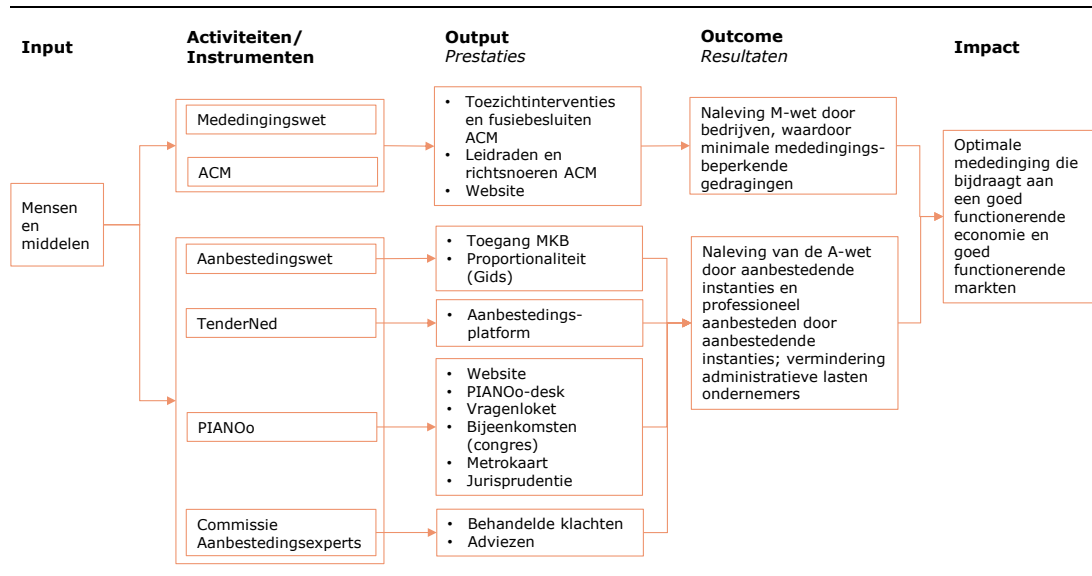 Input
Activiteiten/
Instrumenten
Output
Prestaties
Outcome
Resultaten
Impact
Mensen
en
middelen
Mededingingswet
ACM
• Toezichtinterventies
en fusiebesluiten
ACM
• Leidraden en
richtsnoeren ACM
• Website
Naleving M-wet door
bedrijven, waardoor
minimale mededingings-
beperkende
gedragingen
Optimale
mededinging die
bijdraagt aan
een goed
functionerende
economie en
goed
functionerende
markten
Aanbestedingswet
• Toegang MKB
• Proportionaliteit
(Gids)
TenderNed
• Aanbestedings-
platform
PIANOo
• Website
• PIANOo-desk
• Vragenloket
• Bijeenkomsten
(congres)
• Metrokaart
• Jurisprudentie
Commissie
Aanbestedingsexperts
• Behandelde klachten
• Adviezen
Naleving van de A-wet
door aanbestedende
instanties en
professioneel
aanbesteden door
aanbestedende
instanties; vermindering
administratieve lasten
ondernemers